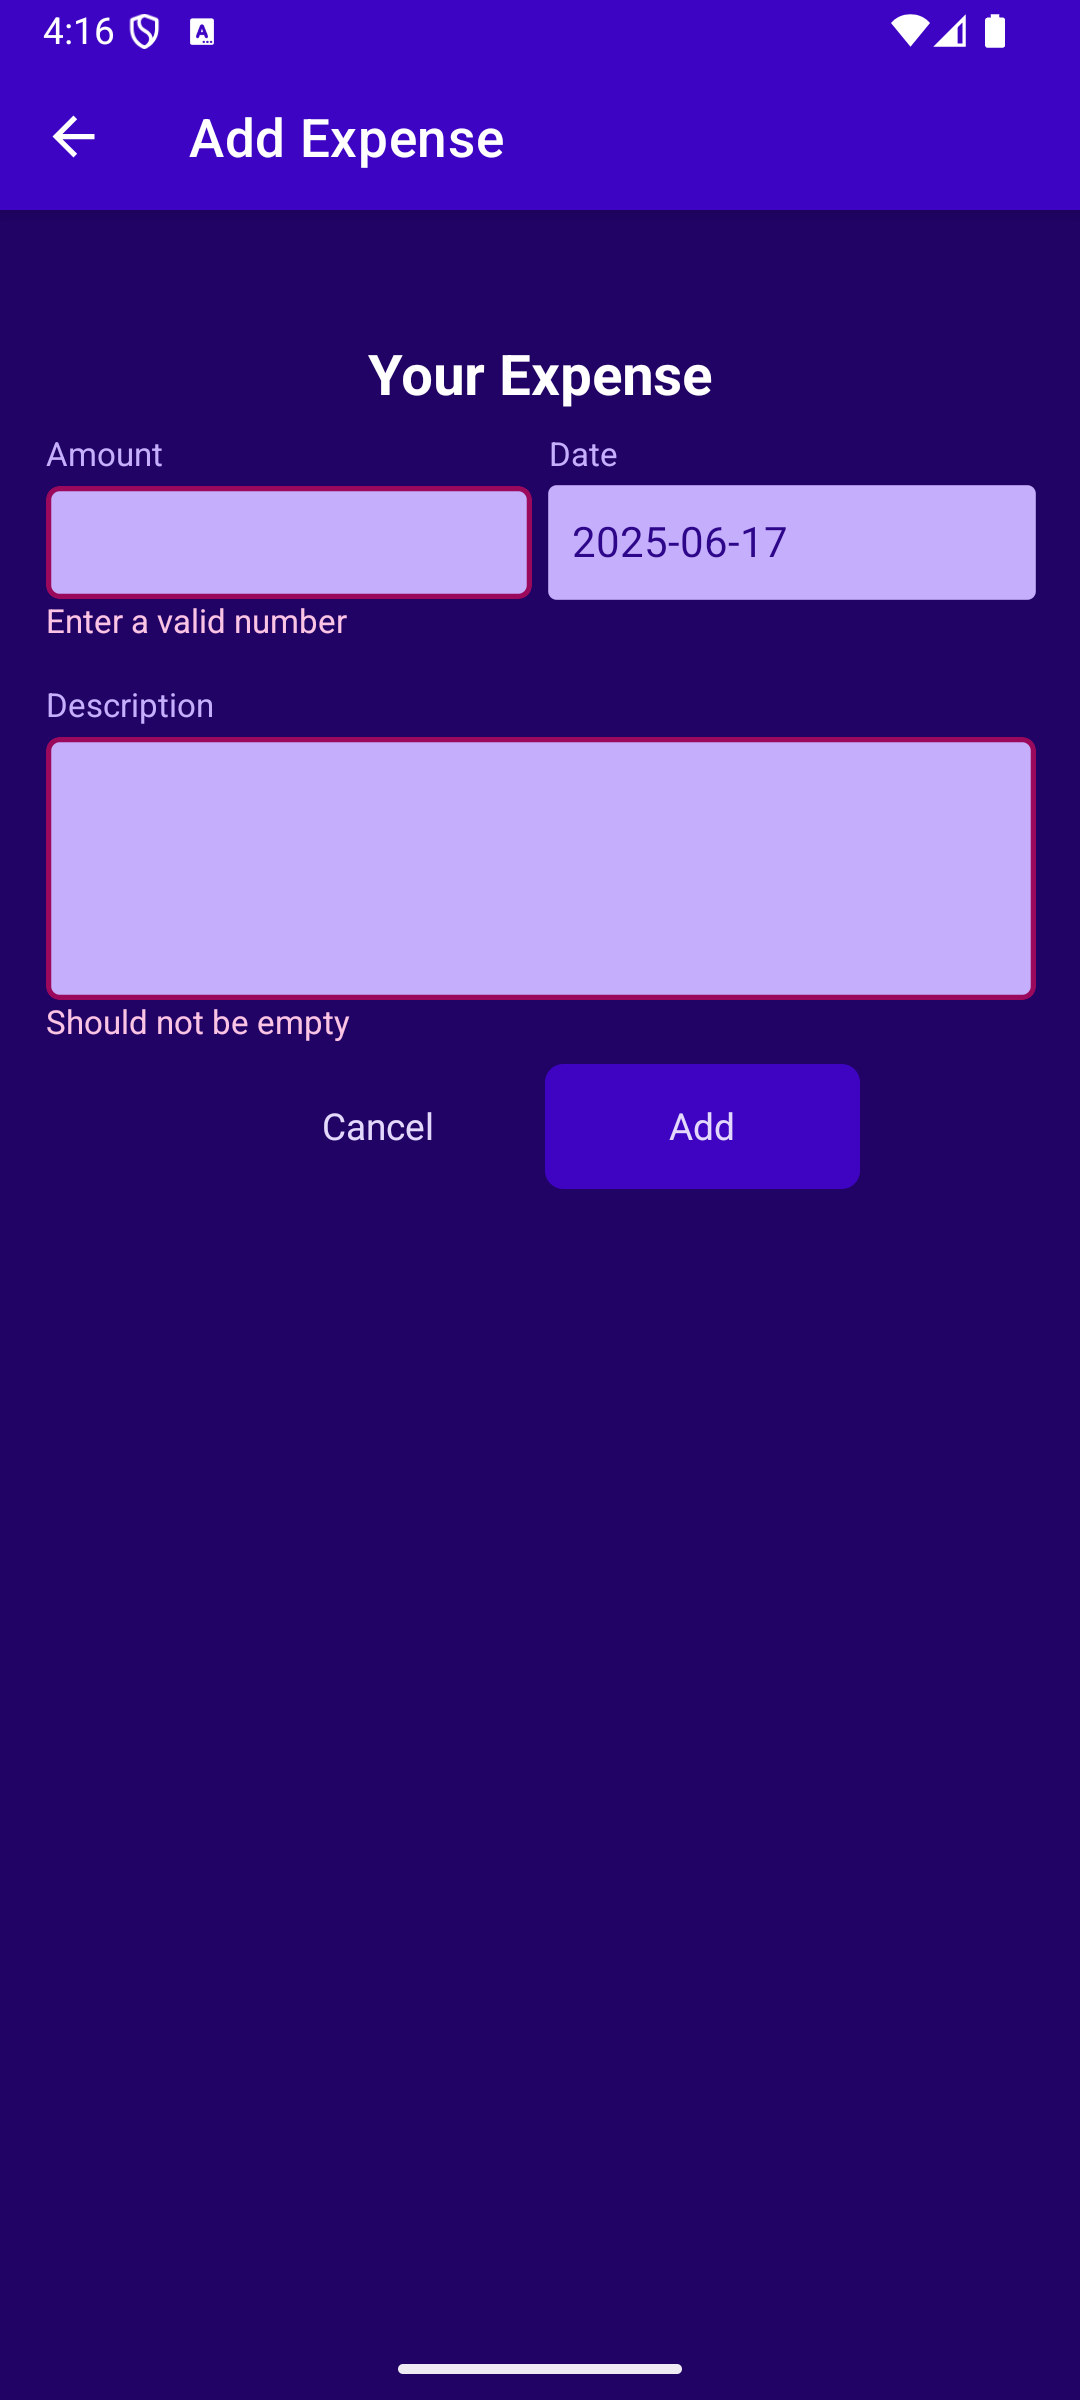 4:16
Add Expense
Your Expense
Amount
Date
2025-06-17
Enter a valid number
Description
Should not be empty
Cancel
Add